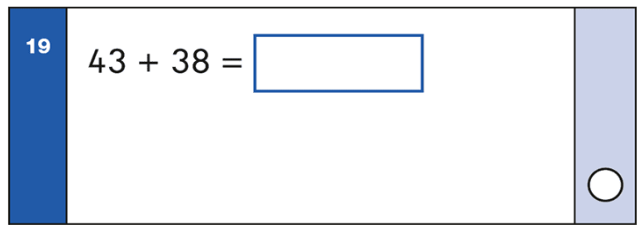 19
43 + 38 =